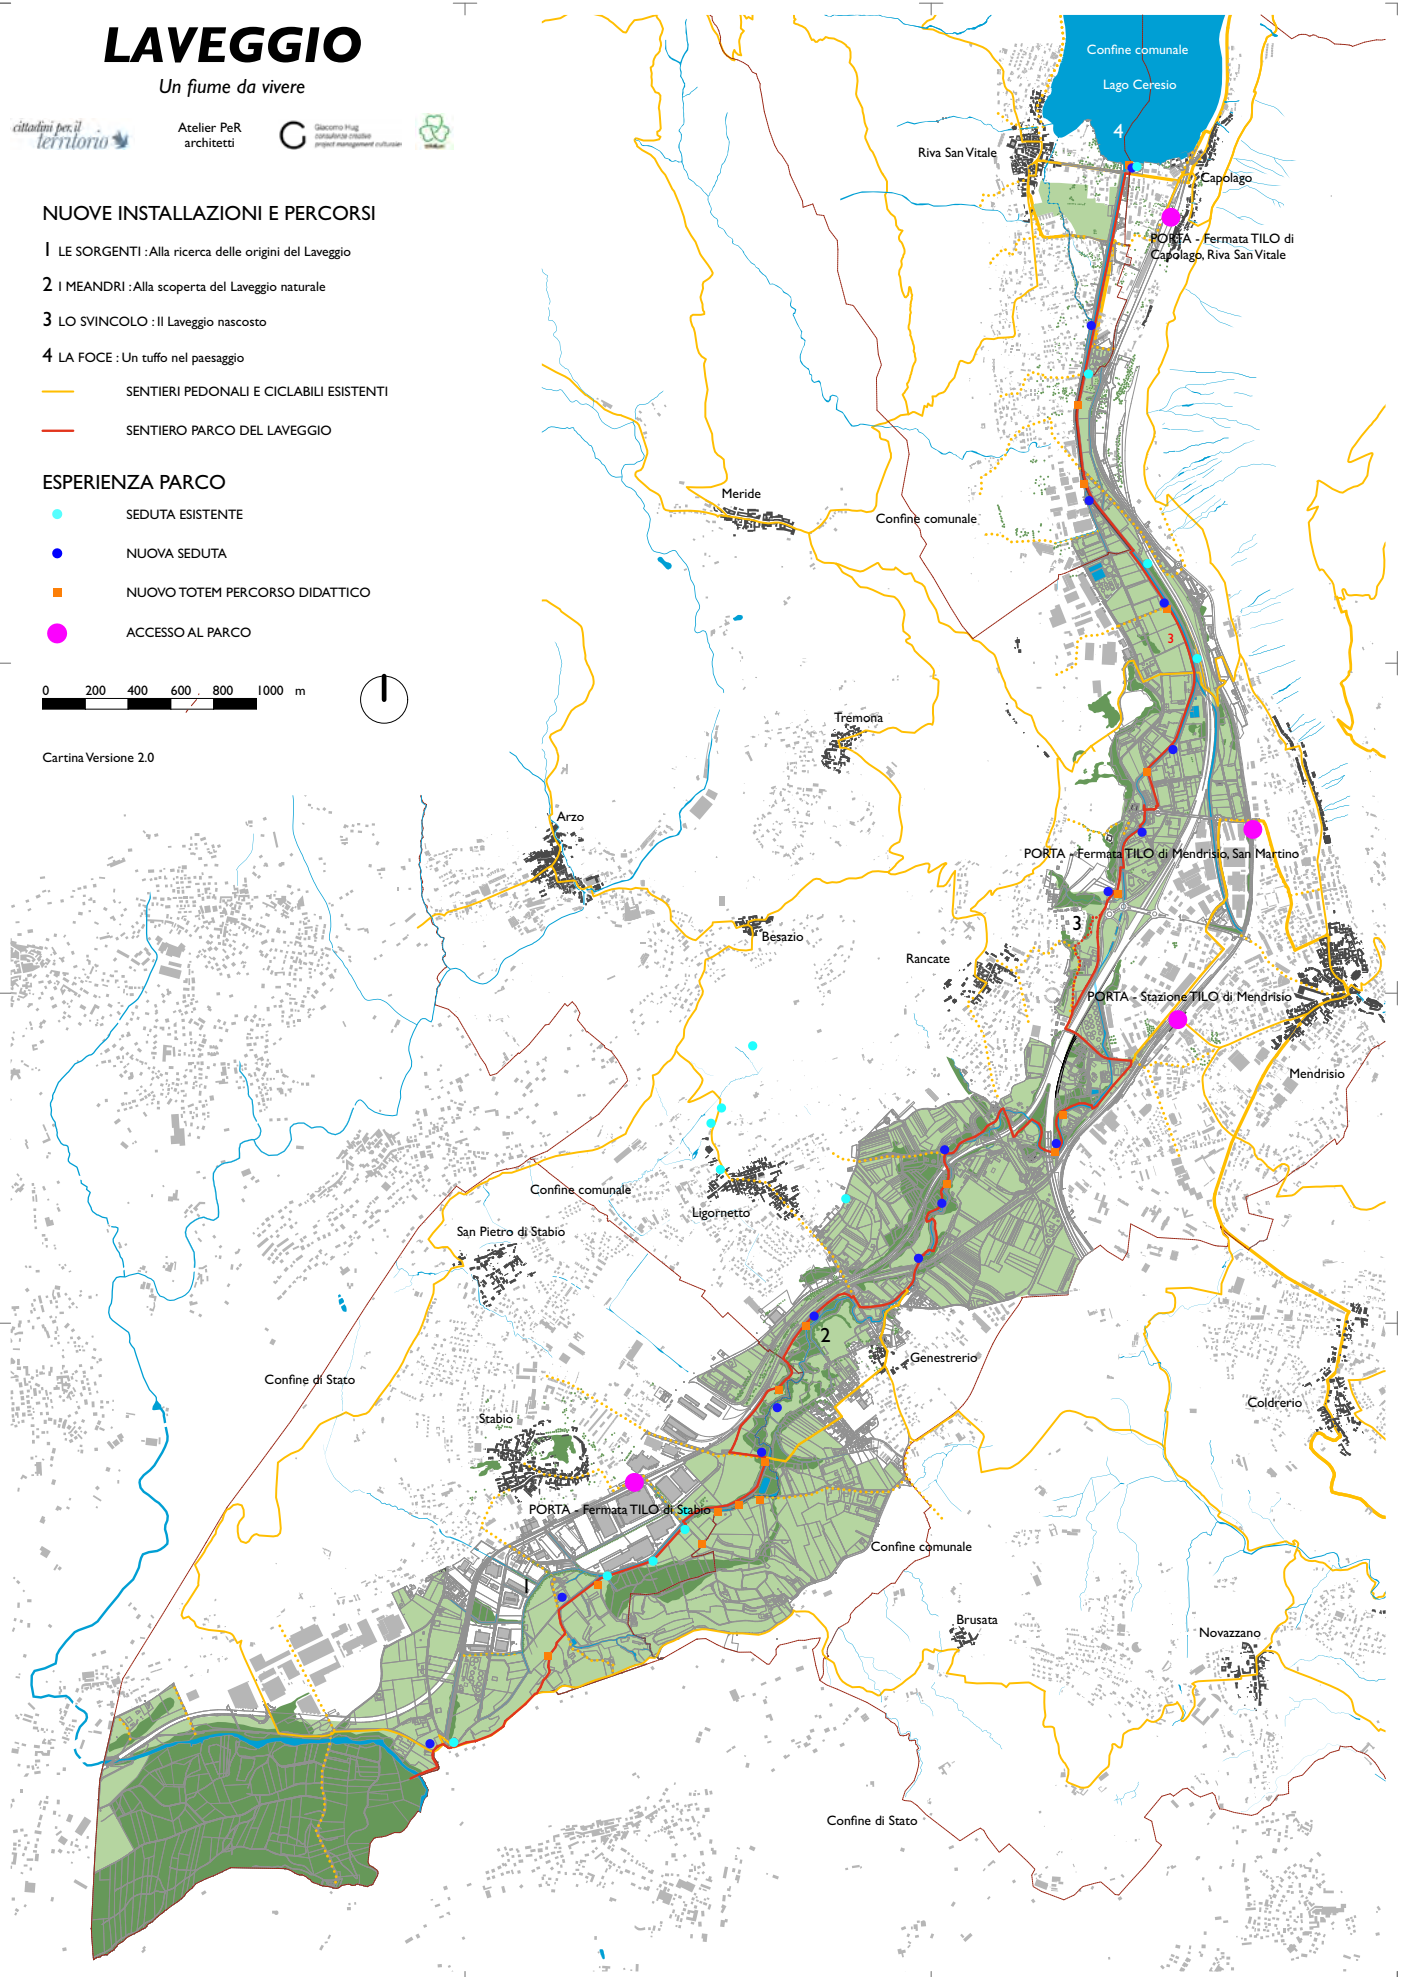 LAVEGGIO
Un fiume da vivere
cittadini per il
territorio
Atelier PeR
architetti
Giacomo Hug
consulenze creative
project management culturale
NUOVE INSTALLAZIONI E PERCORSI
1 LE SORGENTI : Alla ricerca delle origini del Laveggio
2 I MEANDRI : Alla scoperta del Laveggio naturale
3 LO SVINCOLO : Il Laveggio nascosto
4 LA FOCE : Un tuffo nel paesaggio
SENTIERI PEDONALI E CICLABILI ESISTENTI
SENTIERO PARCO DEL LAVEGGIO
ESPERIENZA PARCO
SEDUTA ESISTENTE
NUOVA SEDUTA
NUOVO TOTEM PERCORSO DIDATTICO
ACCESSO AL PARCO
0 200 400 600 800 1000 m
Cartina Versione 2.0
Confine comunale
Lago Ceresio
4
Riva San Vitale
Capolago
PORTA - Fermata TILO di
Capolago, Riva San Vitale
Meride
Confine comunale
3
Tremona
Arzo
PORTA - Fermata TILO di Mendrisio, San Martino
3
Besazio
Rancate
PORTA - Stazione TILO di Mendrisio
Mendrisio
Confine comunale
Ligornetto
San Pietro di Stabio
2
Genestrerio
Confine di Stato
Coldrerio
Stabio
PORTA - Fermata TILO di Stabio
Confine comunale
1
Brusata
Novazzano
Confine di Stato